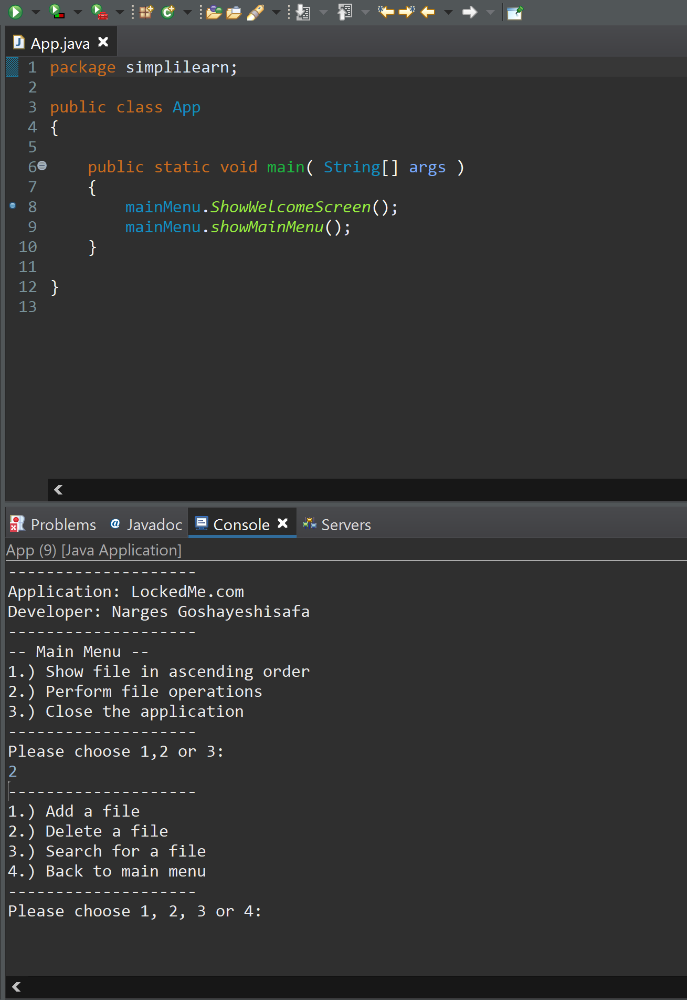 App.java
1 package simplilearn;
2
3 public class App
4 {
5
6 public static void main( String[] args )
7 {
8 mainMenu.ShowWelcomeScreen();
9 mainMenu.showMainMenu();
10 }
11
12 }
13
Problems @ Javadoc Console Servers
App (9) [Java Application]
--------------------
Application: LockedMe.com
Developer: Narges Goshayeshisafa
--------------------
-- Main Menu --
1.) Show file in ascending order
2.) Perform file operations
3.) Close the application
--------------------
Please choose 1,2 or 3:
2
--------------------
1.) Add a file
2.) Delete a file
3.) Search for a file
4.) Back to main menu
--------------------
Please choose 1, 2, 3 or 4: